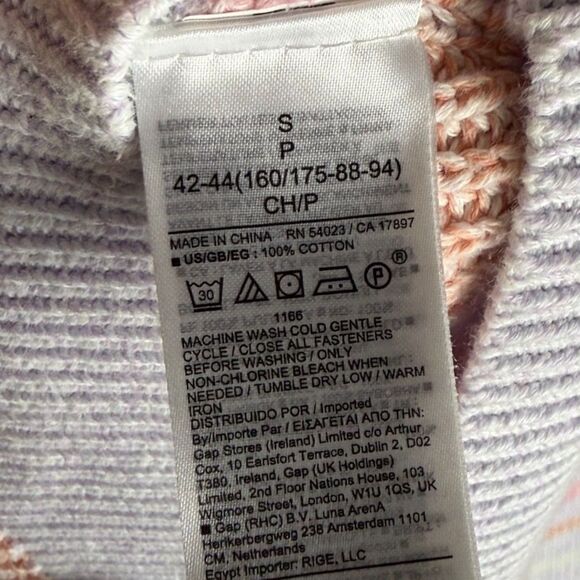 S
P
42-44(160/175-88-94)
CH/P
MADE IN CHINA RN 54023 / CA 17897
■ US/GB/EG : 100% COTTON
30 P ®
1166
MACHINE WASH COLD GENTLE
CYCLE / CLOSE ALL FASTENERS
BEFORE WASHING / ONLY
NON-CHLORINE BLEACH WHEN
NEEDED / TUMBLE DRY LOW / WARM
IRON
DISTRIBUIDO POR / Imported
By/Importe Par / ΕΙΣΑΓΕΤΑΙ ΑΠΟ ΤΗΝ
Gap Stores (Ireland) Limited c/o Arthur
Cox, 10 Earlsfort Terrace, Dublin 2, D02
T380, Ireland, Gap (UK Holdings)
Limited, 2nd Floor Nations House, 103
Wigmore Street, London, W1U 1QS, UK
■ Gap (RHC) B.V, Luna ArenA
Herikerbergweg 238 Amsterdam 1101
CM, Netherlands
Egypt Importer: RIGE, LLC